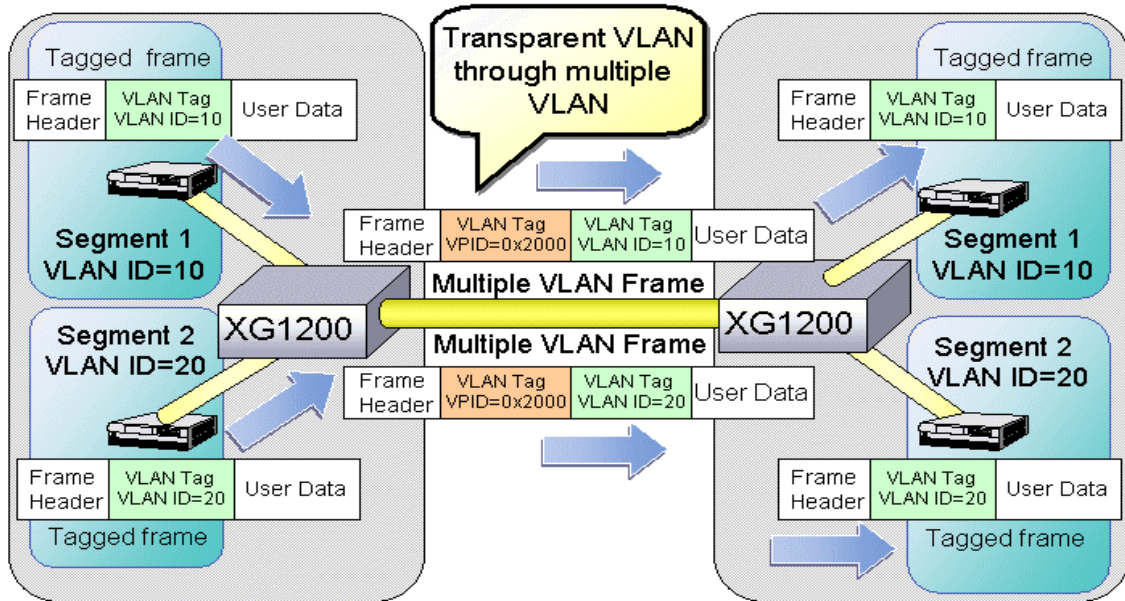 Tagged frame
Frame Header
VLAN Tag
VLAN ID=10
User Data
Segment 1
VLAN ID=10
Segment 2
VLAN ID=20
Frame Header
VLAN Tag
VLAN ID=20
User Data
Tagged frame
XG1200
Transparent VLAN
through multiple
VLAN
Frame Header
VLAN Tag
VPID=0x2000
VLAN Tag
VLAN ID=10
User Data
Multiple VLAN Frame
Multiple VLAN Frame
Frame Header
VLAN Tag
VPID=0x2000
VLAN Tag
VLAN ID=20
User Data
XG1200
Tagged frame
Frame Header
VLAN Tag
VLAN ID=10
User Data
Segment 1
VLAN ID=10
Segment 2
VLAN ID=20
Frame Header
VLAN Tag
VLAN ID=20
User Data
Tagged frame